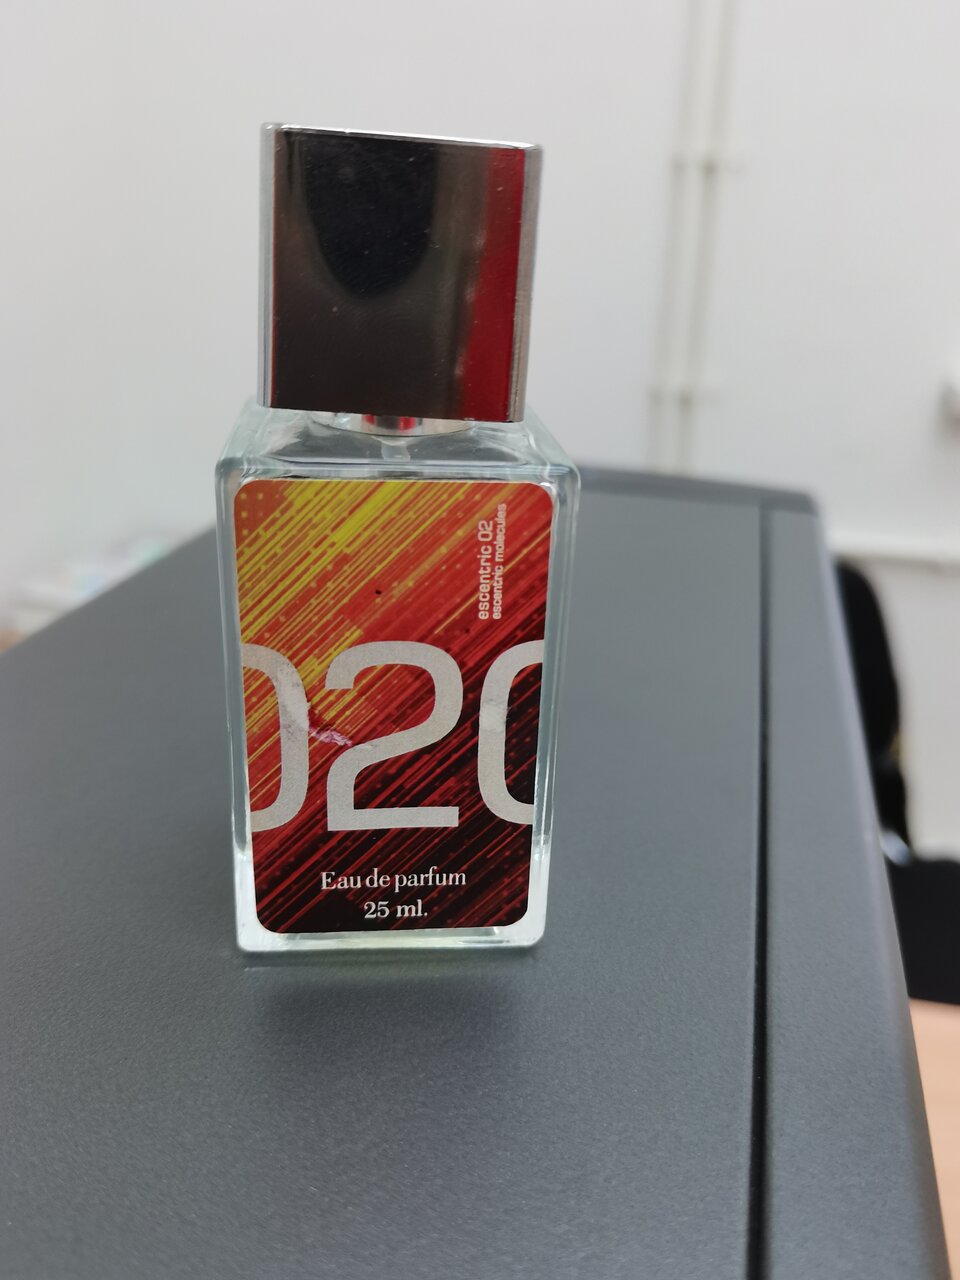 escentric 02
escentric molecules
020
Eau de parfum
25 ml.